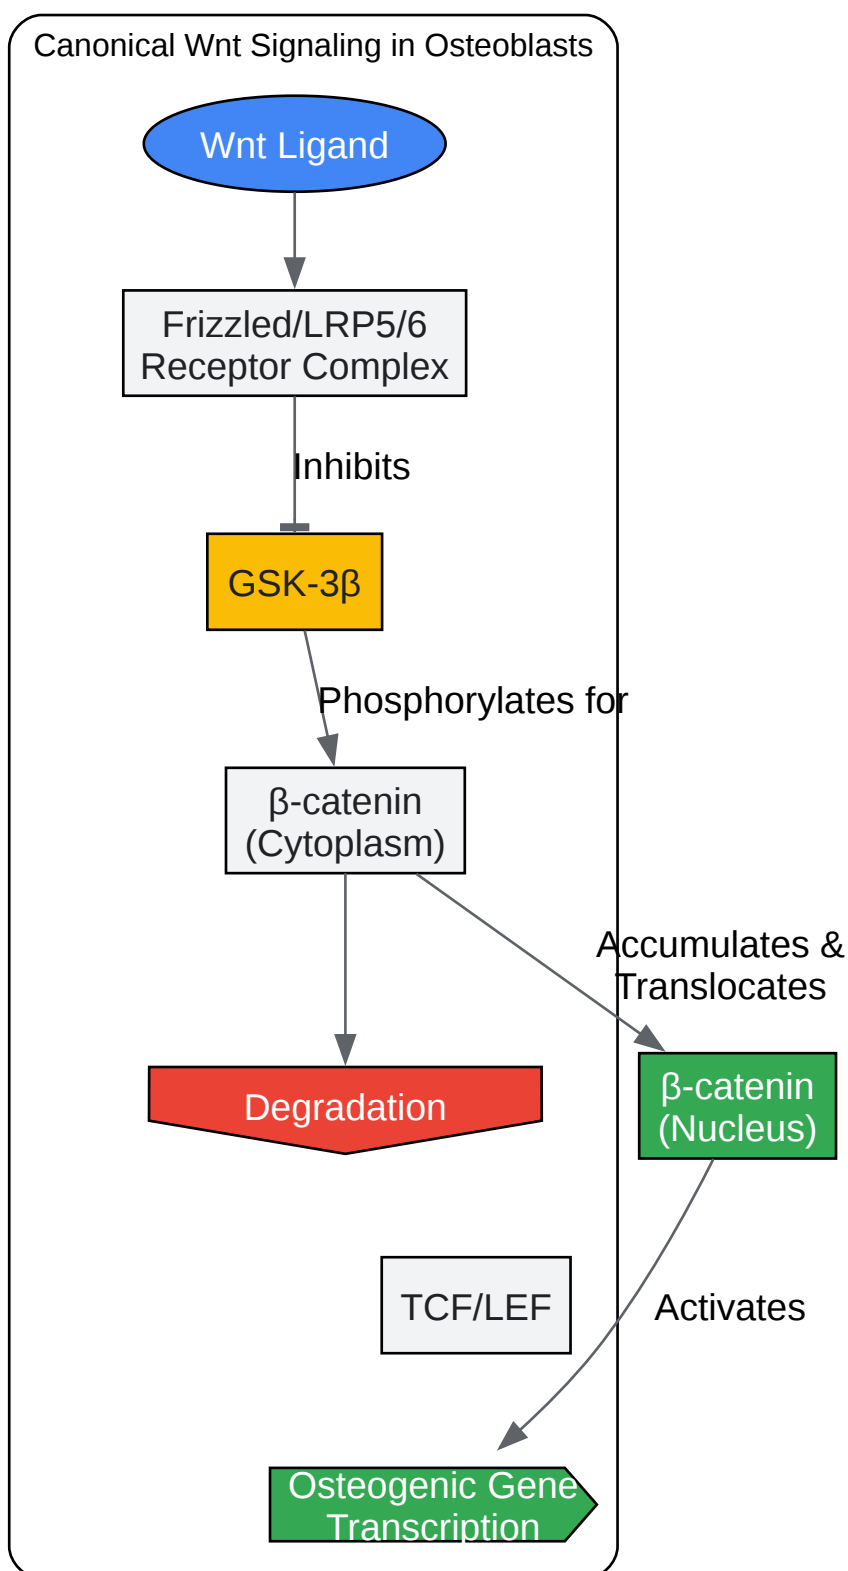 Canonical Wnt Signaling in Osteoblasts
Wnt Ligand
Frizzled/LRP5/6
Receptor Complex
Inhibits
GSK-3β
Phosphorylates for
β-catenin
(Cytoplasm)
Accumulates &
Translocates
β-catenin
(Nucleus)
Degradation
TCF/LEF
Activates
Osteogenic Gene
Transcription